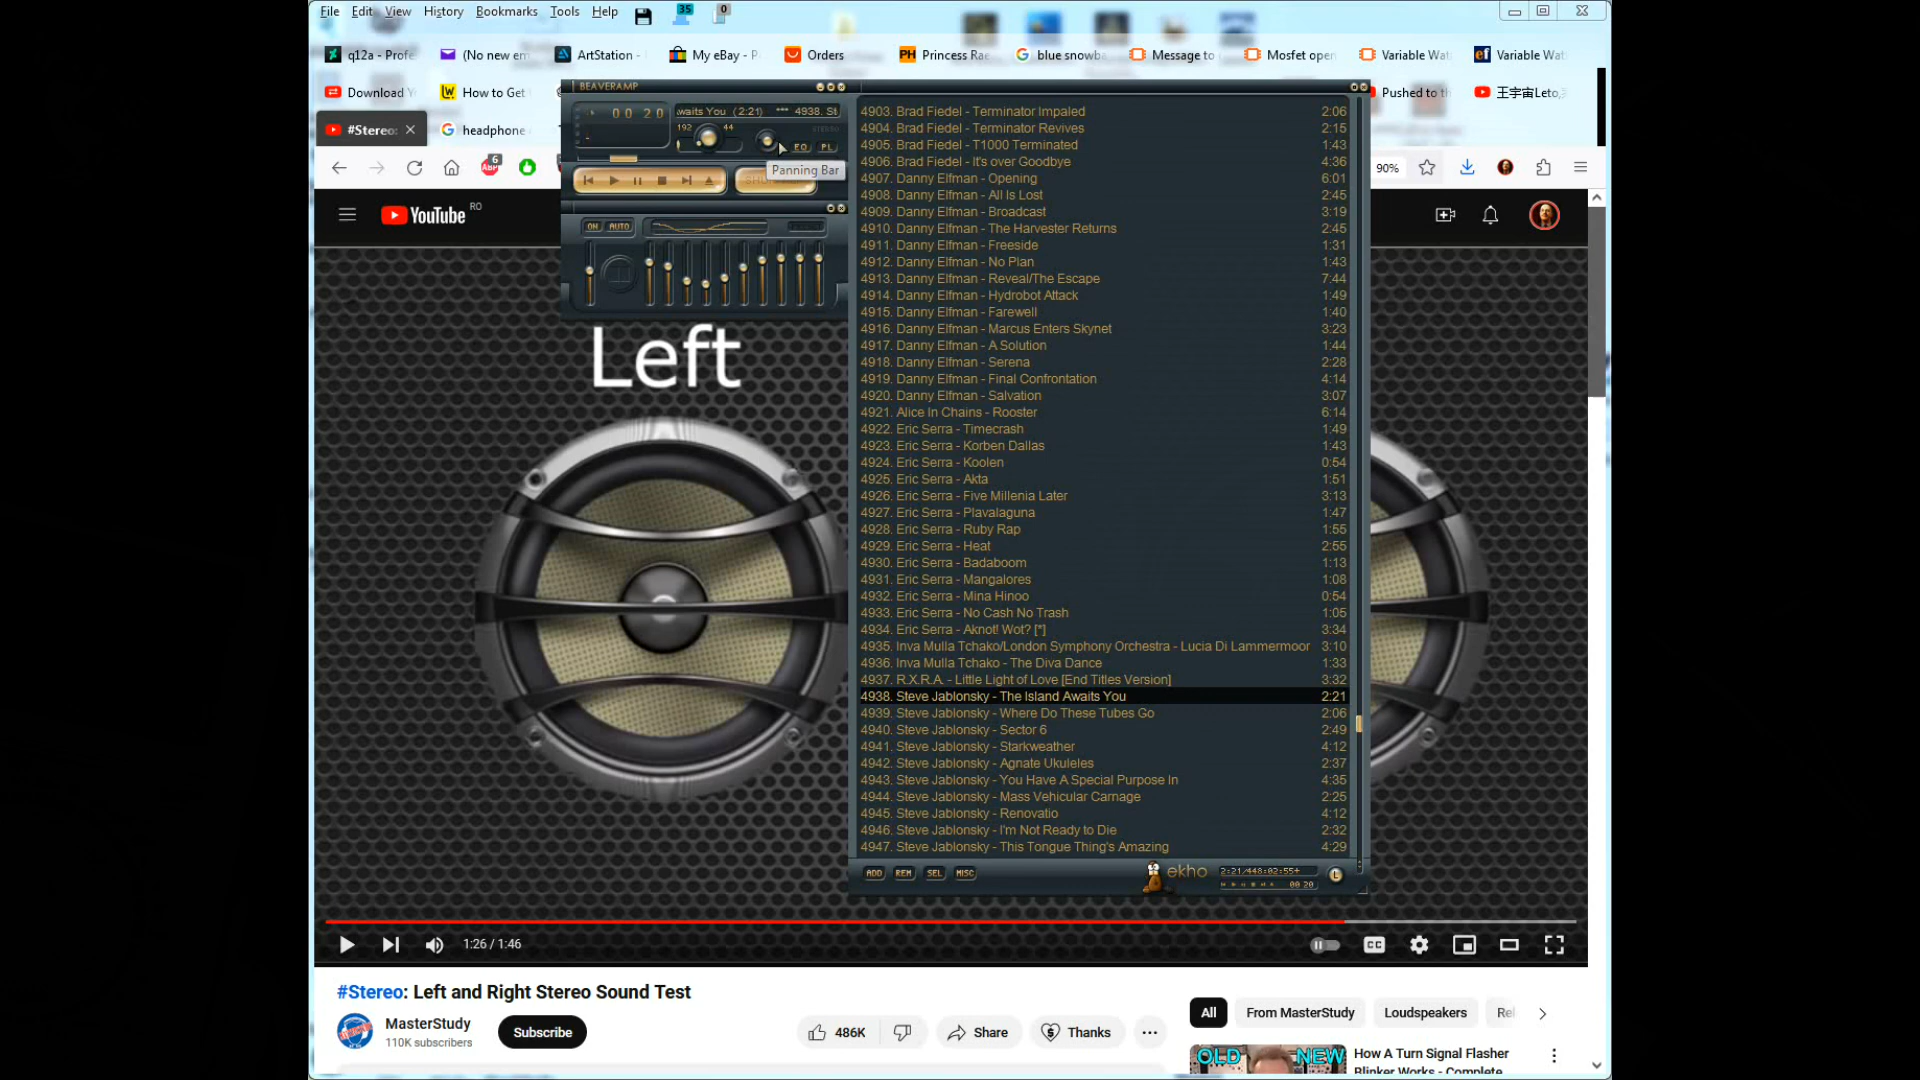 File Edit View History Bookmarks Tools Help 35 0
q12a - Profe (No new em ArtStation - My eBay - P Orders Princess Rae blue snowba Message to Mosfet open Variable Wat Variable Wat
Download Y How to Get Pushed to th 王宇宙Leto,
#Stereo: headphone
6 90%
YouTube RO
BEAVERAMP
00 20 waits You (2:21) *** 4938. St
192 44 STEREO
EQ PL
Panning Bar
ON AUTO
4903. Brad Fiedel - Terminator Impaled 2:06
4904. Brad Fiedel - Terminator Revives 2:15
4905. Brad Fiedel - T1000 Terminated 1:43
4906. Brad Fiedel - It's over Goodbye 4:36
4907. Danny Elfman - Opening 6:01
4908. Danny Elfman - All Is Lost 2:45
4909. Danny Elfman - Broadcast 3:19
4910. Danny Elfman - The Harvester Returns 2:45
4911. Danny Elfman - Freeside 1:31
4912. Danny Elfman - No Plan 1:43
4913. Danny Elfman - Reveal/The Escape 7:44
4914. Danny Elfman - Hydrobot Attack 1:49
4915. Danny Elfman - Farewell 1:40
4916. Danny Elfman - Marcus Enters Skynet 3:23
4917. Danny Elfman - A Solution 1:44
4918. Danny Elfman - Serena 2:28
4919. Danny Elfman - Final Confrontation 4:14
4920. Danny Elfman - Salvation 3:07
4921. Alice In Chains - Rooster 6:14
4922. Eric Serra - Timecrash 1:49
4923. Eric Serra - Korben Dallas 1:43
4924. Eric Serra - Koolen 0:54
4925. Eric Serra - Akta 1:51
4926. Eric Serra - Five Millenia Later 3:13
4927. Eric Serra - Plavalaguna 1:47
4928. Eric Serra - Ruby Rap 1:55
4929. Eric Serra - Heat 2:55
4930. Eric Serra - Badaboom 1:13
4931. Eric Serra - Mangalores 1:08
4932. Eric Serra - Mina Hinoo 0:54
4933. Eric Serra - No Cash No Trash 1:05
4934. Eric Serra - Aknot! Wot? [*] 3:34
4935. Inva Mulla Tchako/London Symphony Orchestra - Lucia Di Lammermoor 3:10
4936. Inva Mulla Tchako - The Diva Dance 1:33
4937. R.X.R.A. - Little Light of Love [End Titles Version] 3:32
4938. Steve Jablonsky - The Island Awaits You 2:21
4939. Steve Jablonsky - Where Do These Tubes Go 2:06
4940. Steve Jablonsky - Sector 6 2:49
4941. Steve Jablonsky - Starkweather 4:12
4942. Steve Jablonsky - Agnate Ukuleles 2:37
4943. Steve Jablonsky - You Have A Special Purpose In 4:35
4944. Steve Jablonsky - Mass Vehicular Carnage 2:25
4945. Steve Jablonsky - Renovatio 4:12
4946. Steve Jablonsky - I'm Not Ready to Die 2:32
4947. Steve Jablonsky - This Tongue Thing's Amazing 4:29
ADD REM SEL MISC ekho 2:21/448:02:55+
00 20 L
Left
1:26 / 1:46 CC
#Stereo: Left and Right Stereo Sound Test
MasterStudy
110K subscribers
Subscribe 486K Share Thanks
All From MasterStudy Loudspeakers Rel
OLD NEW
How A Turn Signal Flasher
Blinker Works - Complete